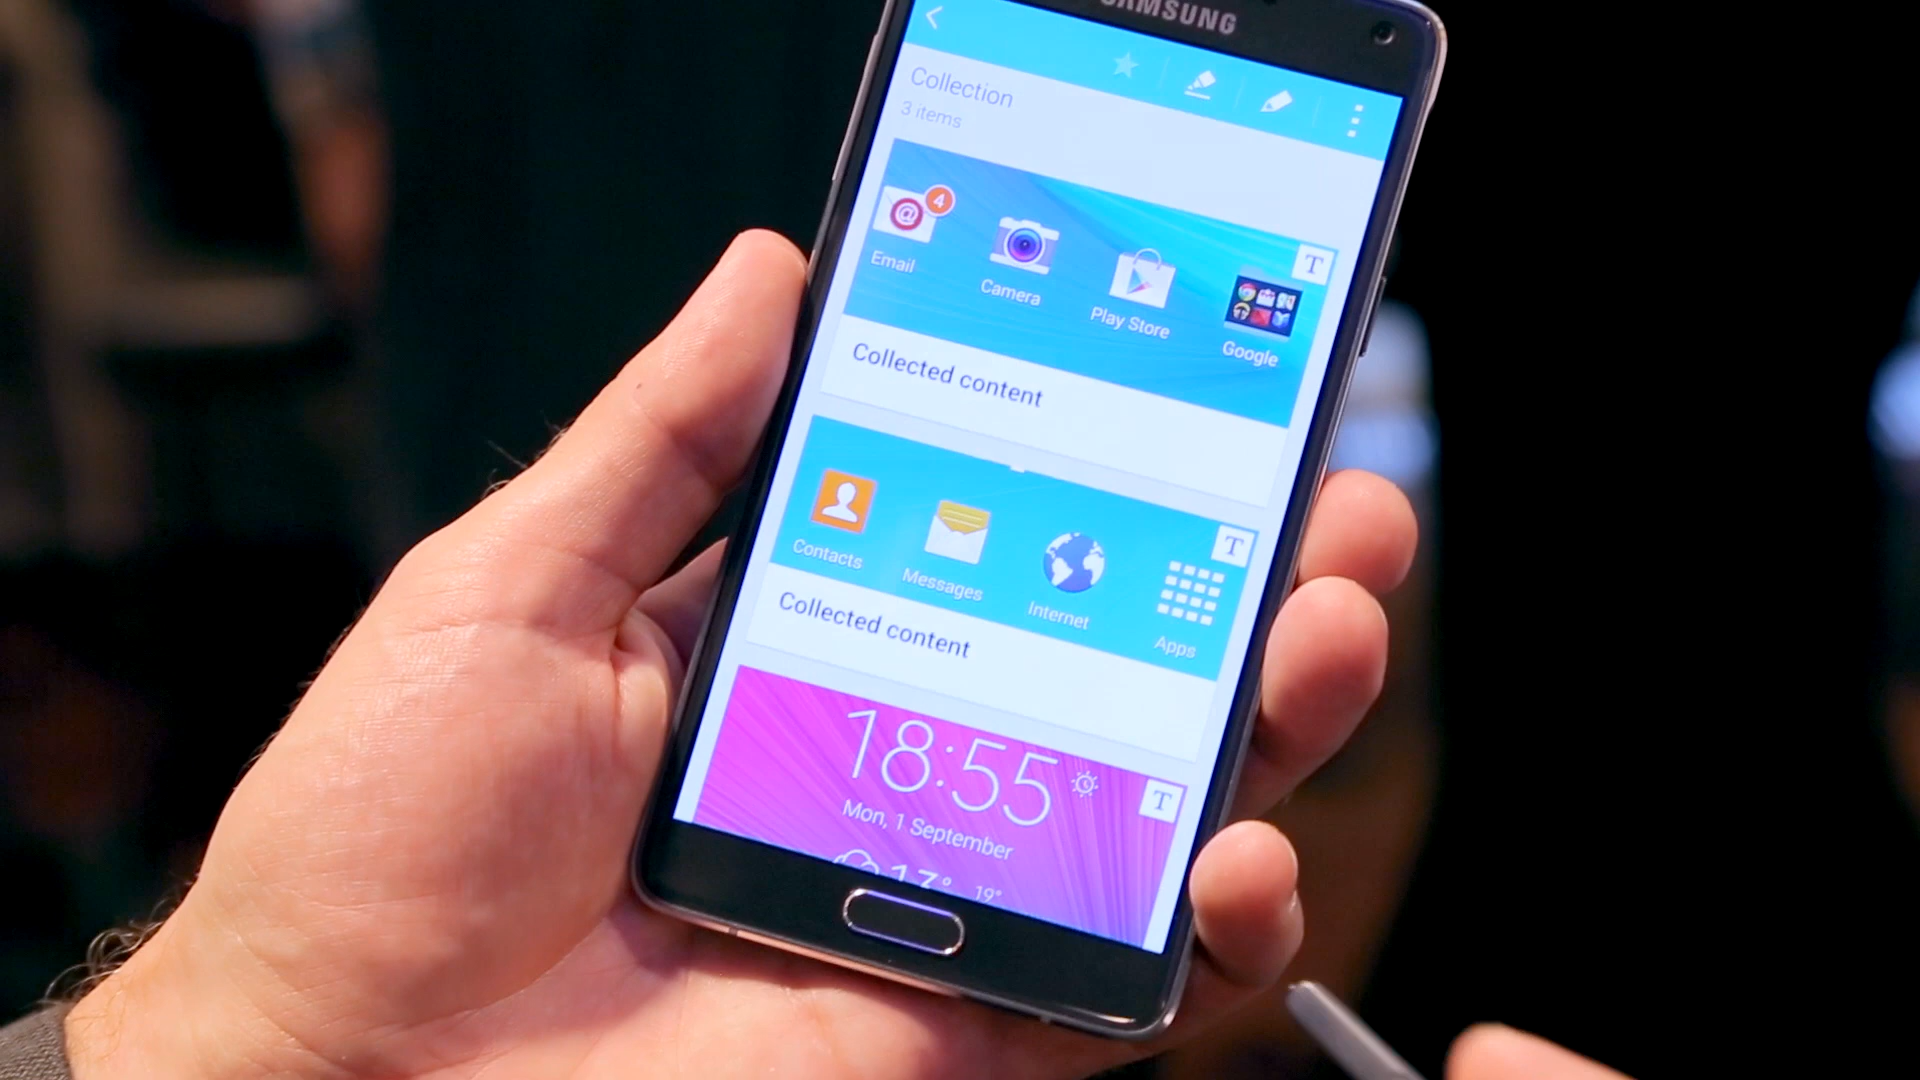 SAMSUNG
Collection
3 items
4
Email
Camera
Play Store
Google
T
Collected content
Contacts
Messages
Internet
Apps
T
Collected content
18:55
T
Mon, 1 September
19°